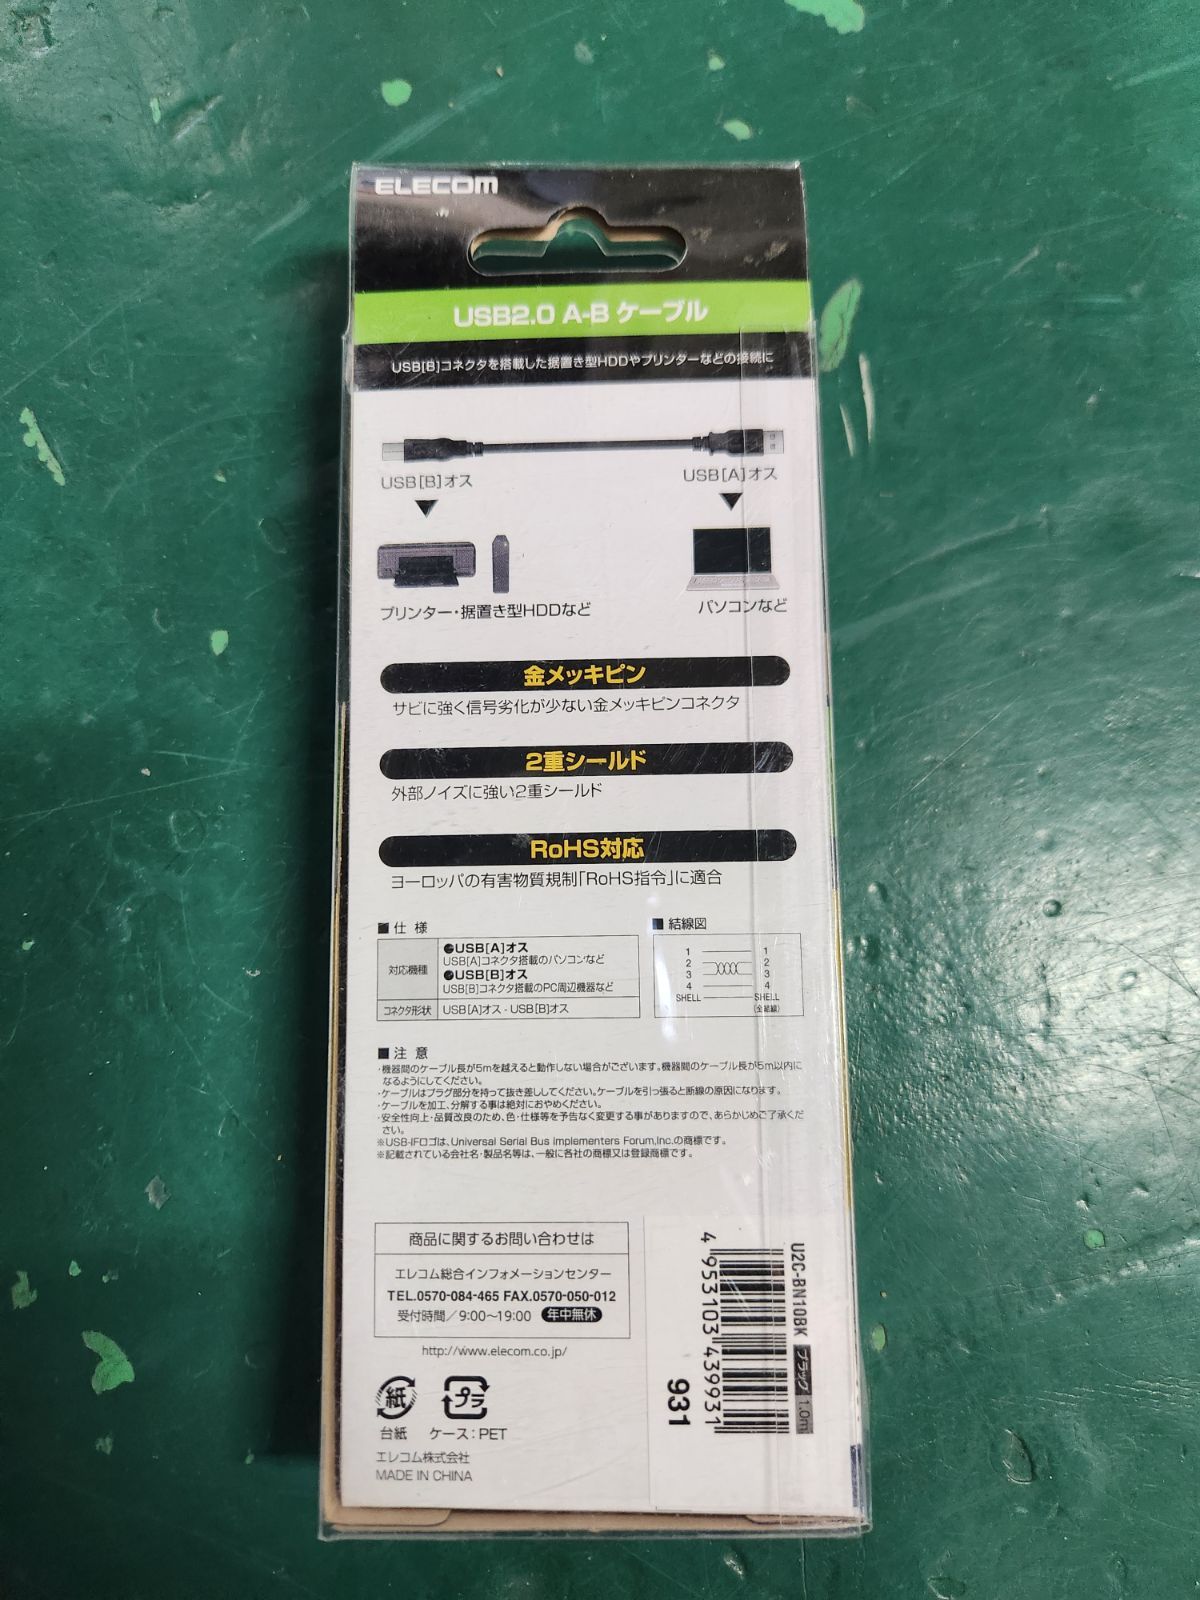 ELECOM
USB2.0 A-B ケーブル
USB[B]コネクタを搭載した据置き型HDDやプリンターなどの接続に
USB[B]オス
USB[A]オス
プリンター・据置き型HDDなど
パソコンなど
金メッキピン
サビに強く信号劣化が少ない金メッキピンコネクタ
2重シールド
外部ノイズに強い2重シールド
RoHS対応
ヨーロッパの有害物質規制「RoHS指令」に適合
■ 仕 様
対応機種
●USB[A]オス
USB[A]コネクタ搭載のパソコンなど
●USB[B]オス
USB[B]コネクタ搭載のPC周辺機器など
コネクタ形状 USB[A]オス - USB[B]オス
■ 結線図
1 1
2 2
3 3
4 4
SHELL SHELL
(全結線)
■ 注 意
・機器間のケーブル長が5mを越えると動作しない場合がございます。機器間のケーブル長が5m以内に
なるようにしてください。
・ケーブルはプラグ部分を持って抜き差ししてください。ケーブルを引っ張ると断線の原因になります。
・ケーブルを加工、分解する事は絶対におやめください。
・安全性向上・品質改良のため、色・仕様等を予告なく変更する事がありますので、あらかじめご了承くだ
さい。
※USB-IFロゴは、Universal Serial Bus Implementers Forum,Inc.の商標です。
※記載されている会社名・製品名等は、一般に各社の商標又は登録商標です。
商品に関するお問い合わせは
エレコム総合インフォメーションセンター
TEL.0570-084-465 FAX.0570-050-012
受付時間／9:00〜19:00 年中無休
http://www.elecom.co.jp/
紙
プラ
台紙
ケース：PET
エレコム株式会社
MADE IN CHINA
U2C-BN10BK ブラック 1.0m
4 953103 439931
931